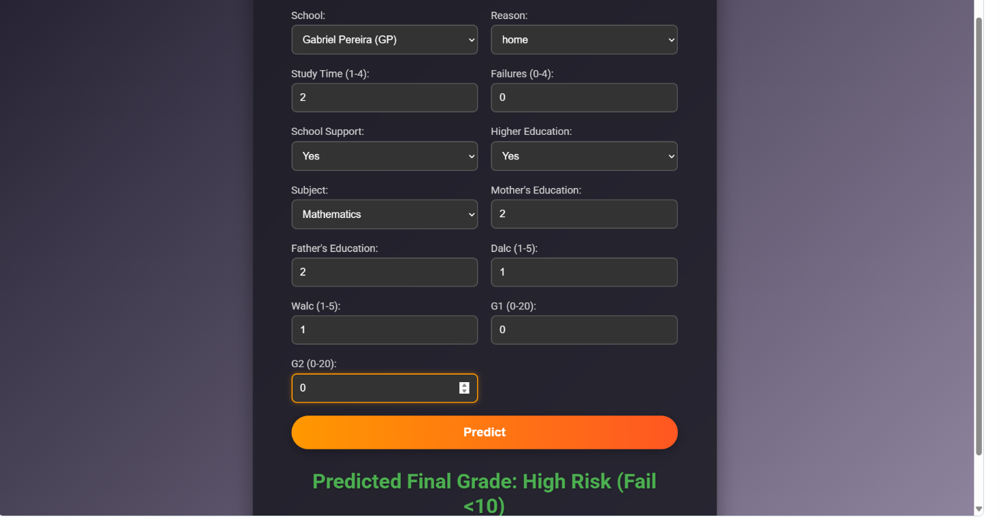 School:
Reason:
Gabriel Pereira (GP)
home
Study Time (1-4):
Failures (0-4):
2
0
School Support:
Higher Education:
Yes
Yes
Subject:
Mother's Education:
Mathematics
2
Father's Education:
Dalc (1-5):
2
1
Walc (1-5):
G1 (0-20):
1
0
G2 (0-20):
0
Predict
Predicted Final Grade: High Risk (Fail
<10)